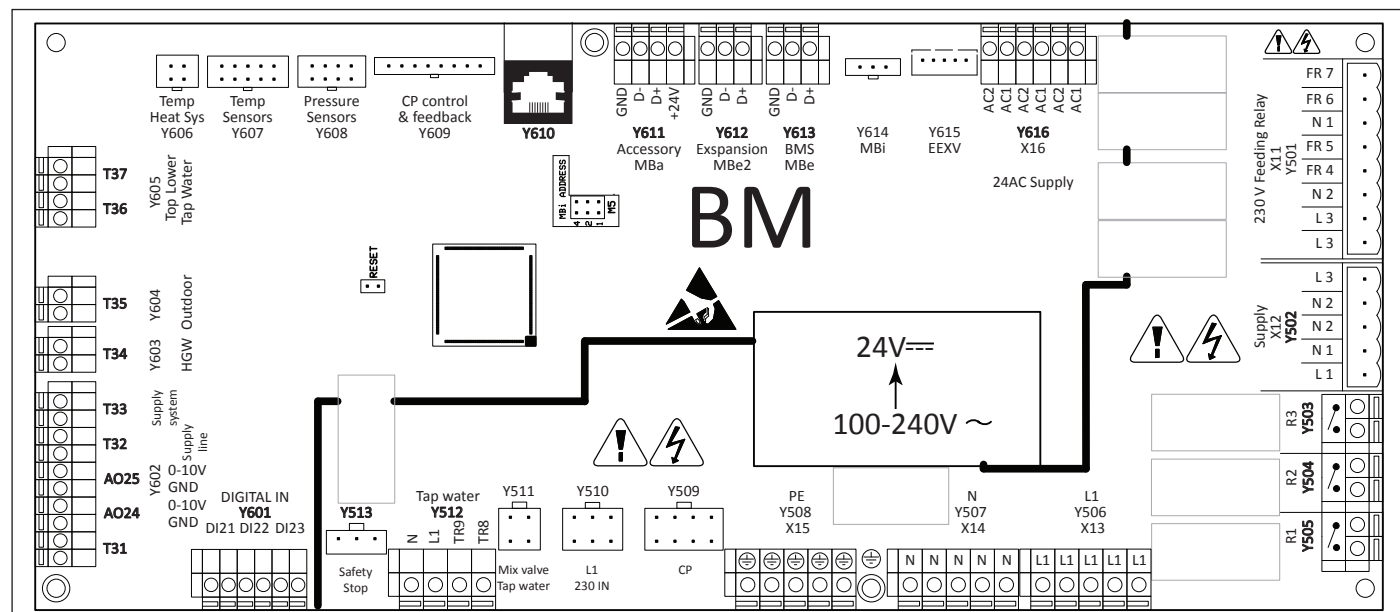 Temp
Heat Sys
Y606
Temp
Sensors
Y607
Pressure
Sensors
Y608
CP control
& feedback
Y609
Y610
GND
D-
D+
+24V
Y611
Accessory
MBa
GND
D-
D+
Y612
Exspansion
MBe2
GND
D-
D+
Y613
BMS
MBe
Y614
MBi
Y615
EEXV
AC2
AC1
AC2
AC1
AC2
AC1
Y616
X16
24AC Supply
FR 7
FR 6
N 1
FR 5
FR 4
N 2
L 3
L 3
230 V Feeding Relay
X11
Y501
T37
T36
Y605
Top Lower
Tap Water
MBi ADDRESS
4
2
1
M5
BM
RESET
T35
Y604
Outdoor
T34
Y603
HGW
T33
Supply
system
T32
Supply
line
AO25
Y602
0-10V
GND
AO24
0-10V
GND
T31
L 3
N 2
N 2
N 1
L 1
Supply
X12
Y502
24V
100-240V ~
R3
Y503
R2
Y504
R1
Y505
DIGITAL IN
Y601
DI21 DI22 DI23
Y513
Safety
Stop
Tap water
Y512
N
L1
TR9
TR8
Y511
Mix valve
Tap water
Y510
L1
230 IN
Y509
CP
PE
Y508
X15
N
Y507
X14
L1
Y506
X13
N N N N N
L1 L1 L1 L1 L1